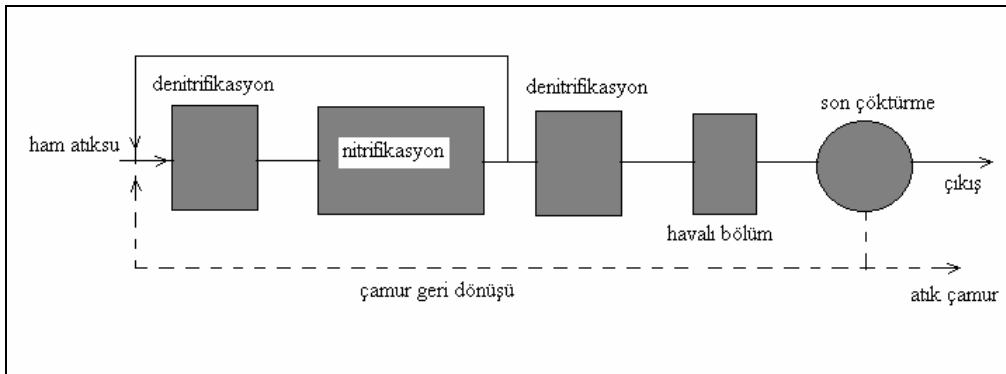 denitrifikasyon
denitrifikasyon
son çöktürme
ham atıksu
nitrifikasyon
çıkış
havalı bölüm
çamur geri dönüşü
atık çamur